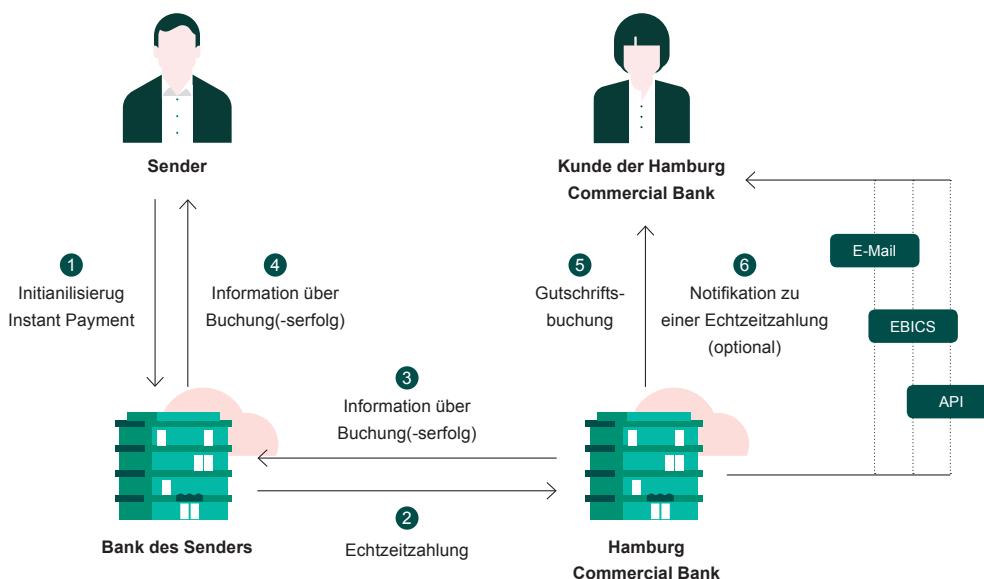 Sender
Kunde der Hamburg
Commercial Bank
1
Initianilisierug
Instant Payment
4
Information über
Buchung(-serfolg)
5
Gutschrifts-
buchung
6
Notifikation zu
einer Echtzeitzahlung
(optional)
E-Mail
EBICS
API
3
Information über
Buchung(-serfolg)
2
Echtzeitzahlung
Bank des Senders
Hamburg
Commercial Bank